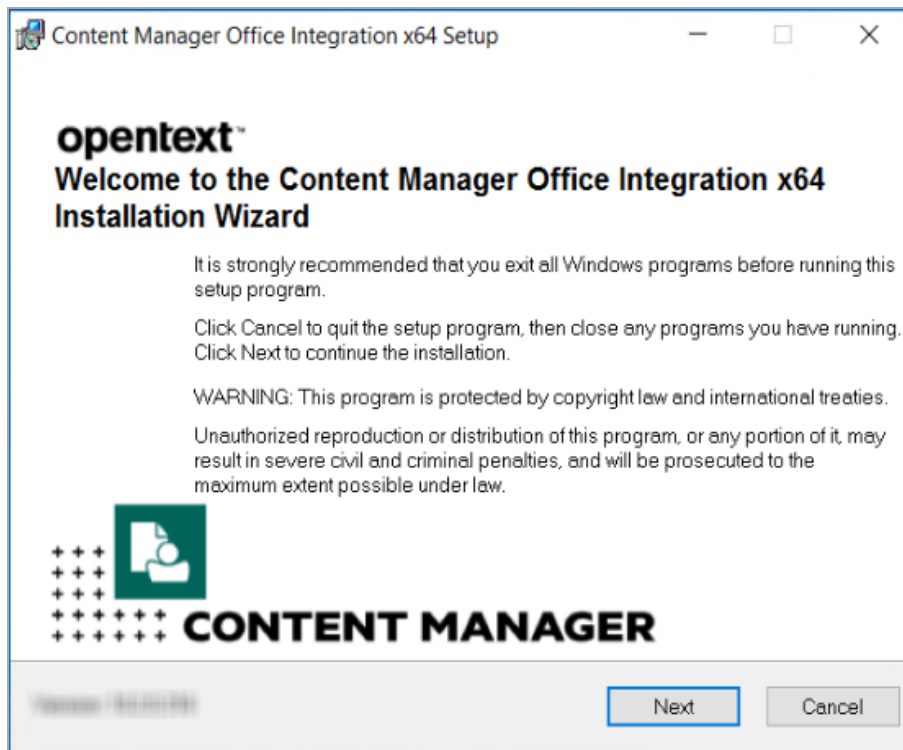 Content Manager Office Integration x64 Setup
opentext™
Welcome to the Content Manager Office Integration x64
Installation Wizard
It is strongly recommended that you exit all Windows programs before running this
setup program.
Click Cancel to quit the setup program, then close any programs you have running.
Click Next to continue the installation.
WARNING: This program is protected by copyright law and international treaties.
Unauthorized reproduction or distribution of this program, or any portion of it, may
result in severe civil and criminal penalties, and will be prosecuted to the
maximum extent possible under law.
CONTENT MANAGER
Next
Cancel